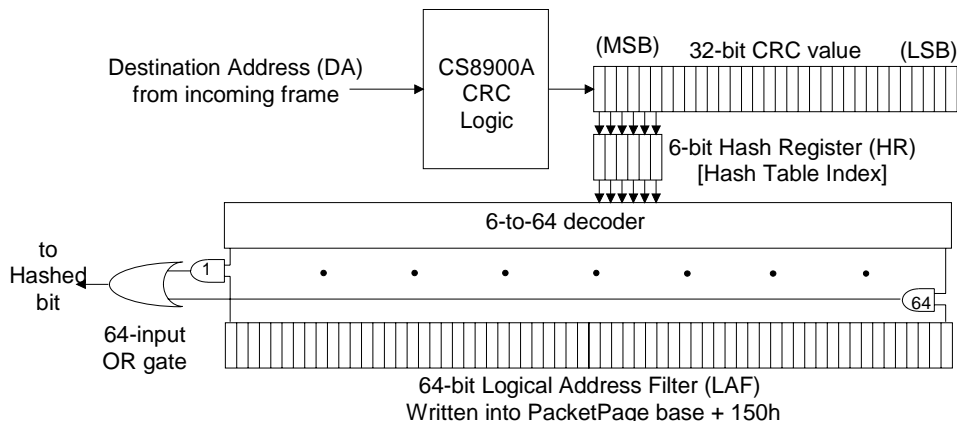 (MSB) 32-bit CRC value (LSB)
Destination Address (DA)
from incoming frame
CS8900A
CRC
Logic
6-bit Hash Register (HR)
[Hash Table Index]
6-to-64 decoder
to
Hashed
bit
1
64
64-input
OR gate
64-bit Logical Address Filter (LAF)
Written into PacketPage base + 150h